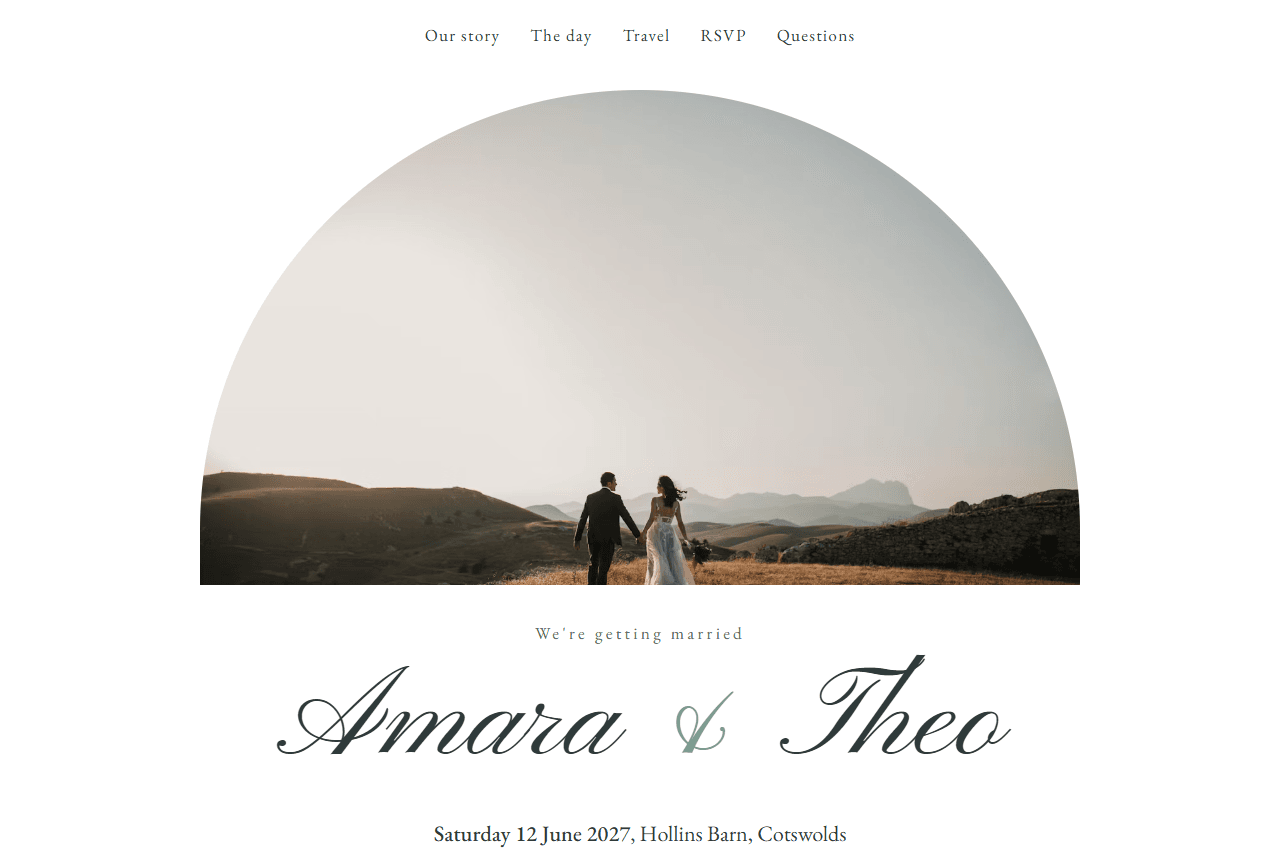 Our story The day Travel RSVP Questions
We're getting married
Amara & Theo
Saturday 12 June 2027, Hollins Barn, Cotswolds